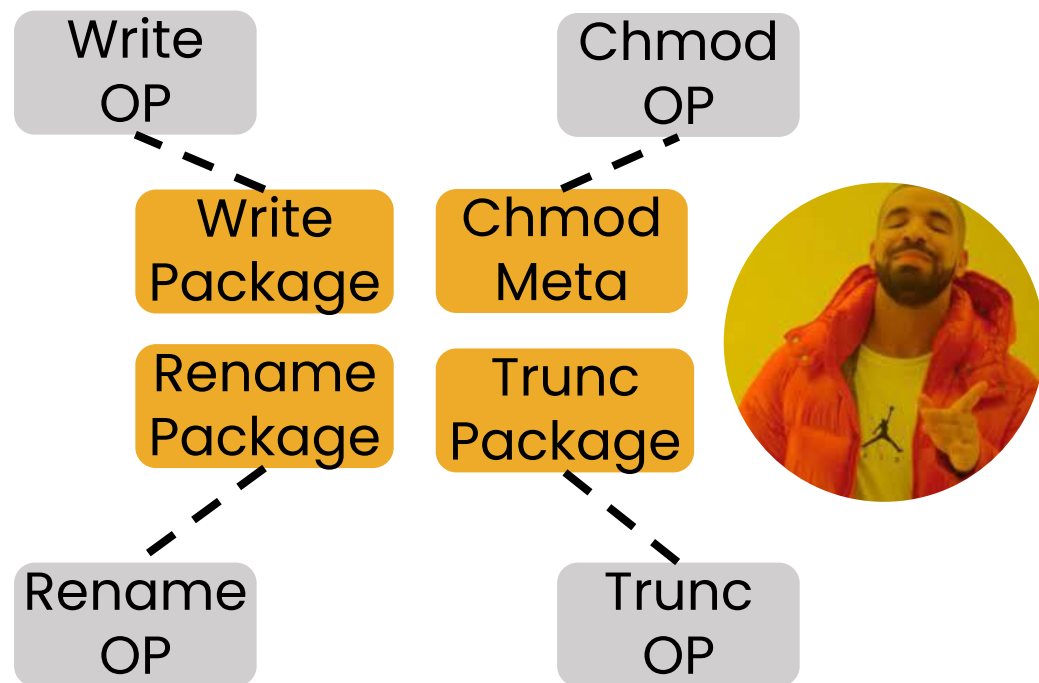 Write
OP
Chmod
OP
Write
Package
Chmod
Meta
Rename
Package
Trunc
Package
Rename
OP
Trunc
OP